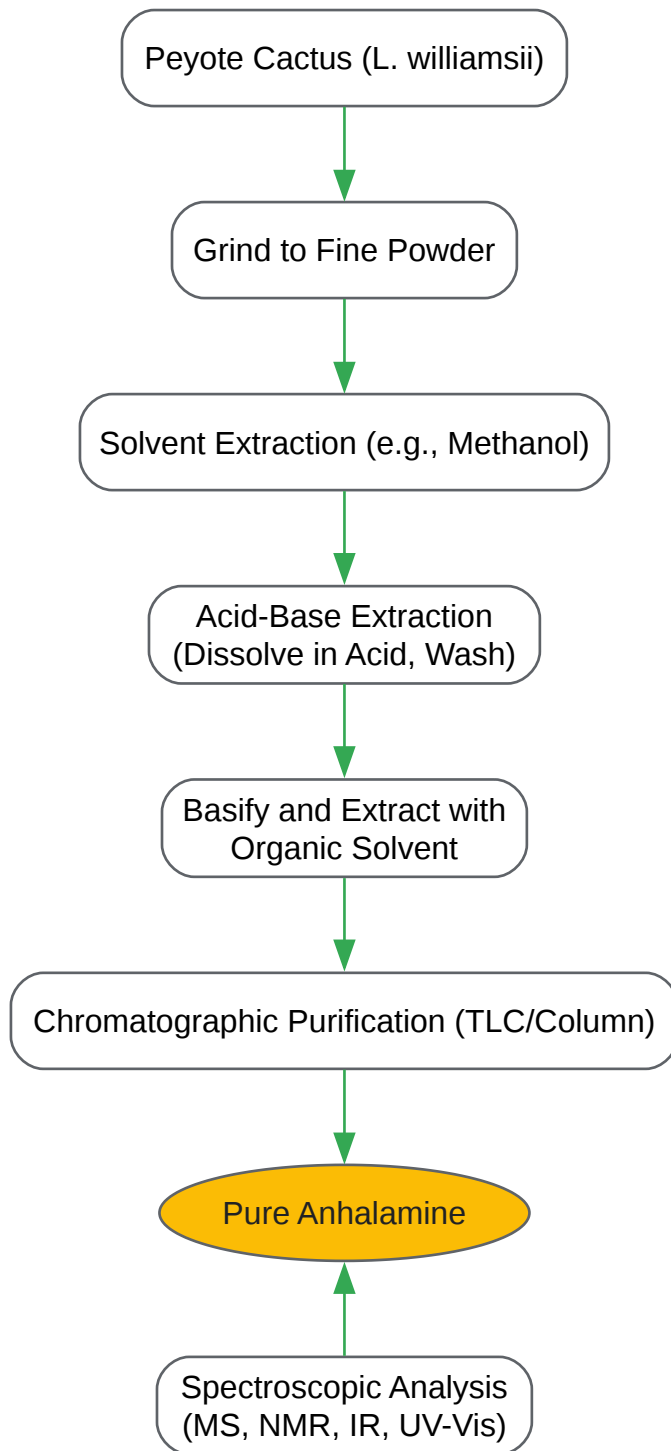 Peyote Cactus (L. williamsii)
Grind to Fine Powder
Solvent Extraction (e.g., Methanol)
Acid-Base Extraction
(Dissolve in Acid, Wash)
Basify and Extract with
Organic Solvent
Chromatographic Purification (TLC/Column)
Pure Anhalamine
Spectroscopic Analysis
(MS, NMR, IR, UV-Vis)